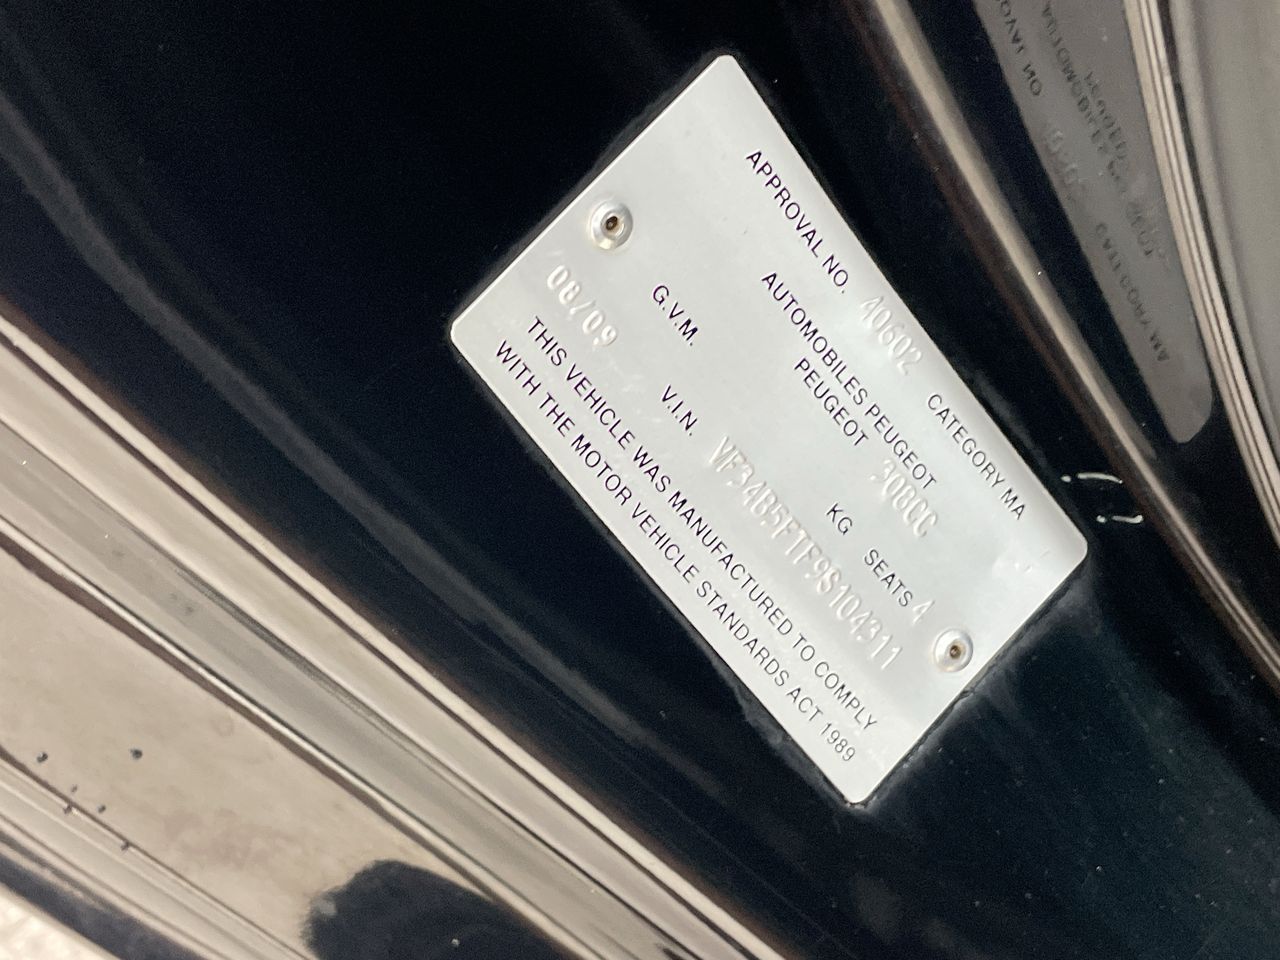 APPROVAL NO. 40602 CATEGORY MA
AUTOMOBILES PEUGEOT
PEUGEOT 308CC
G.V.M. KG SEATS 4
08/09 V.I.N. VF34B5FTF9S104311
THIS VEHICLE WAS MANUFACTURED TO COMPLY
WITH THE MOTOR VEHICLE STANDARDS ACT 1989